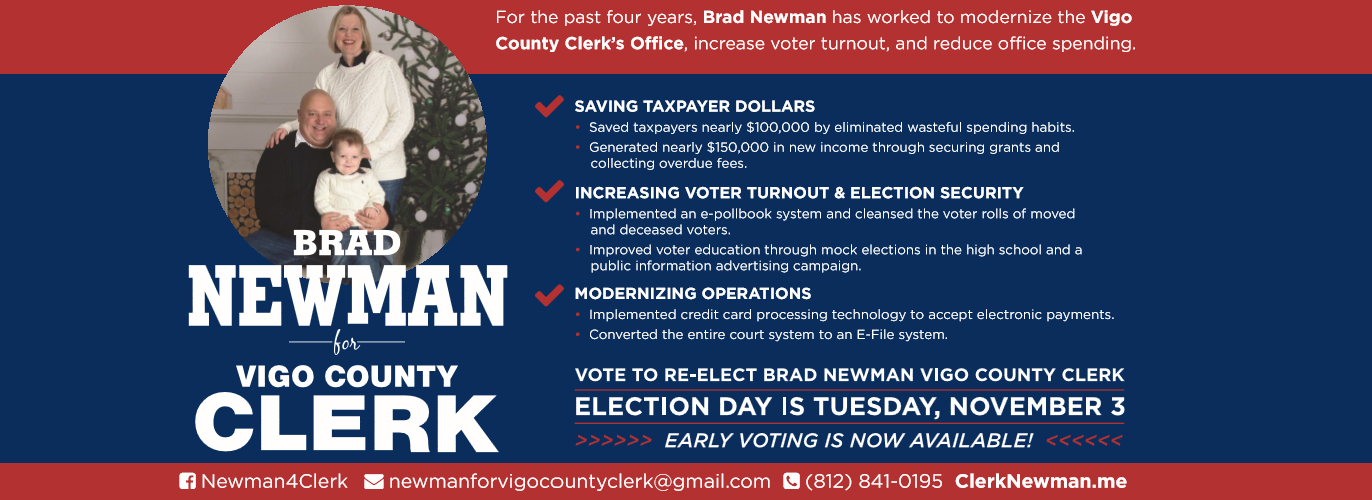 For the past four years, Brad Newman has worked to modernize the Vigo
County Clerk's Office, increase voter turnout, and reduce office spending.
BRAD
NEWMAN
for
VIGO COUNTY
CLERK
SAVING TAXPAYER DOLLARS
• Saved taxpayers nearly $100,000 by eliminated wasteful spending habits.
• Generated nearly $150,000 in new income through securing grants and
collecting overdue fees.
INCREASING VOTER TURNOUT & ELECTION SECURITY
• Implemented an e-pollbook system and cleansed the voter rolls of moved
and deceased voters.
• Improved voter education through mock elections in the high school and a
public information advertising campaign.
MODERNIZING OPERATIONS
• Implemented credit card processing technology to accept electronic payments.
• Converted the entire court system to an E-File system.
VOTE TO RE-ELECT BRAD NEWMAN VIGO COUNTY CLERK
ELECTION DAY IS TUESDAY, NOVEMBER 3
>>>>>> EARLY VOTING IS NOW AVAILABLE! <<<<<<
Newman4Clerk newmanforvigocountyclerk@gmail.com (812) 841-0195 ClerkNewman.me